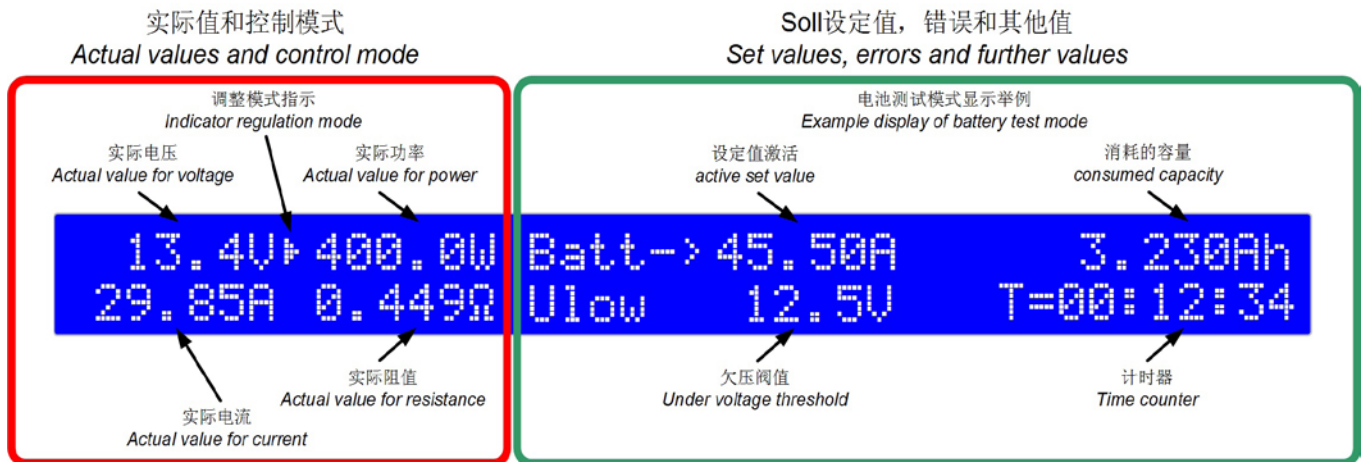 实际值和控制模式
Actual values and control mode
Soll设定值，错误和其他值
Set values, errors and further values
调整模式指示
Indicator regulation mode
实际电压
Actual value for voltage
实际功率
Actual value for power
电池测试模式显示举例
Example display of battery test mode
设定值激活
active set value
消耗的容量
consumed capacity
13.4V▶400.0W Batt->45.50A 3.230Ah
29.85A 0.449Ω Ulow 12.5V T=00:12:34
实际电流
Actual value for current
实际阻值
Actual value for resistance
欠压阀值
Under voltage threshold
计时器
Time counter